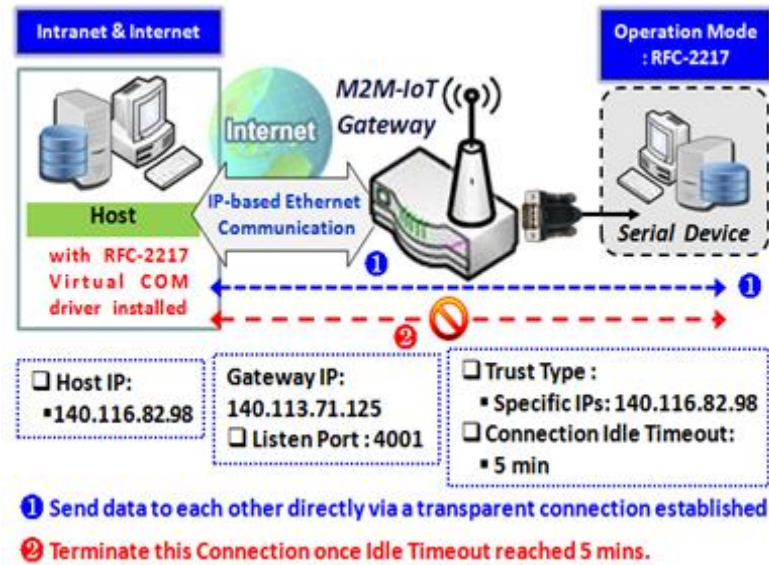 Intranet & Internet
Operation Mode
: RFC-2217
M2M-IoT
Gateway
Internet
IP-based Ethernet
Communication
Host
with RFC-2217
Virtual COM
driver installed
Serial Device
❶
❶
❷
❑ Host IP:
▪140.116.82.98
Gateway IP:
140.113.71.125
❑ Listen Port : 4001
❑ Trust Type :
▪ Specific IPs: 140.116.82.98
❑ Connection Idle Timeout:
▪ 5 min
❶ Send data to each other directly via a transparent connection established
❷ Terminate this Connection once Idle Timeout reached 5 mins.